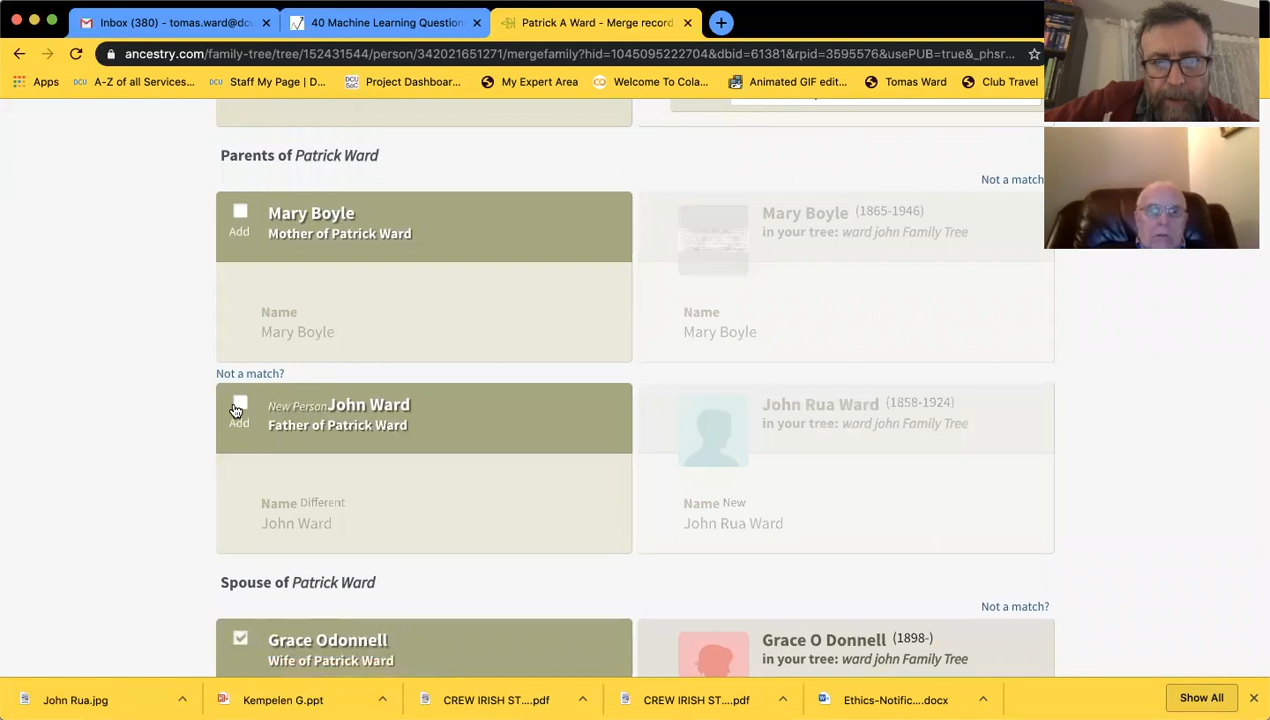 Inbox (380) - tomas.ward@dcu
40 Machine Learning Question
Patrick A Ward - Merge record
ancestry.com/family-tree/tree/152431544/person/342021651271/mergefamily?hid=1045095222704&dbid=61381&rpid=3595576&usePUB=true&_phsr...
Apps
DCU A-Z of all Services...
DCU Staff My Page | D...
Project Dashboar...
My Expert Area
Welcome To Cola...
Animated GIF edit...
Tomas Ward
Club Travel
Parents of Patrick Ward
Not a match
Mary Boyle
Add
Mother of Patrick Ward
Mary Boyle (1865-1946)
in your tree: ward john Family Tree
Name
Mary Boyle
Name
Mary Boyle
Not a match?
New Person John Ward
Add
Father of Patrick Ward
John Rua Ward (1858-1924)
in your tree: ward john Family Tree
Name Different
John Ward
Name New
John Rua Ward
Spouse of Patrick Ward
Not a match?
Grace Odonnell
Wife of Patrick Ward
Grace O Donnell (1898-)
in your tree: ward john Family Tree
John Rua.jpg
Kempelen G.ppt
CREW IRISH ST....pdf
CREW IRISH ST....pdf
Ethics-Notific....docx
Show All